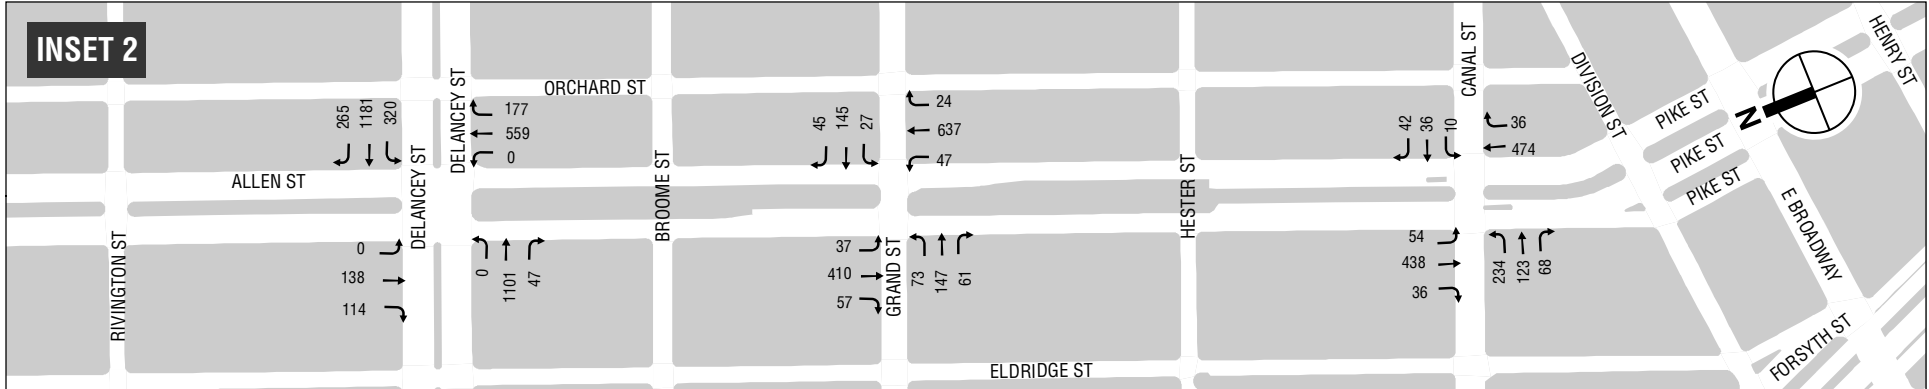 INSET 2
HENRY ST
CANAL ST
DIVISION ST
DELANCEY ST
ORCHARD ST
PIKE ST
N
265
1181
320
177
559
0
45
145
27
24
637
47
42
36
10
36
474
PIKE ST
PIKE ST
ALLEN ST
DELANCEY ST
BROOME ST
HESTER ST
E BROADWAY
RIVINGTON ST
0
138
114
0
1101
47
37
410
57
GRAND ST
73
147
61
54
438
36
234
123
68
ELDRIDGE ST
FORSYTH ST